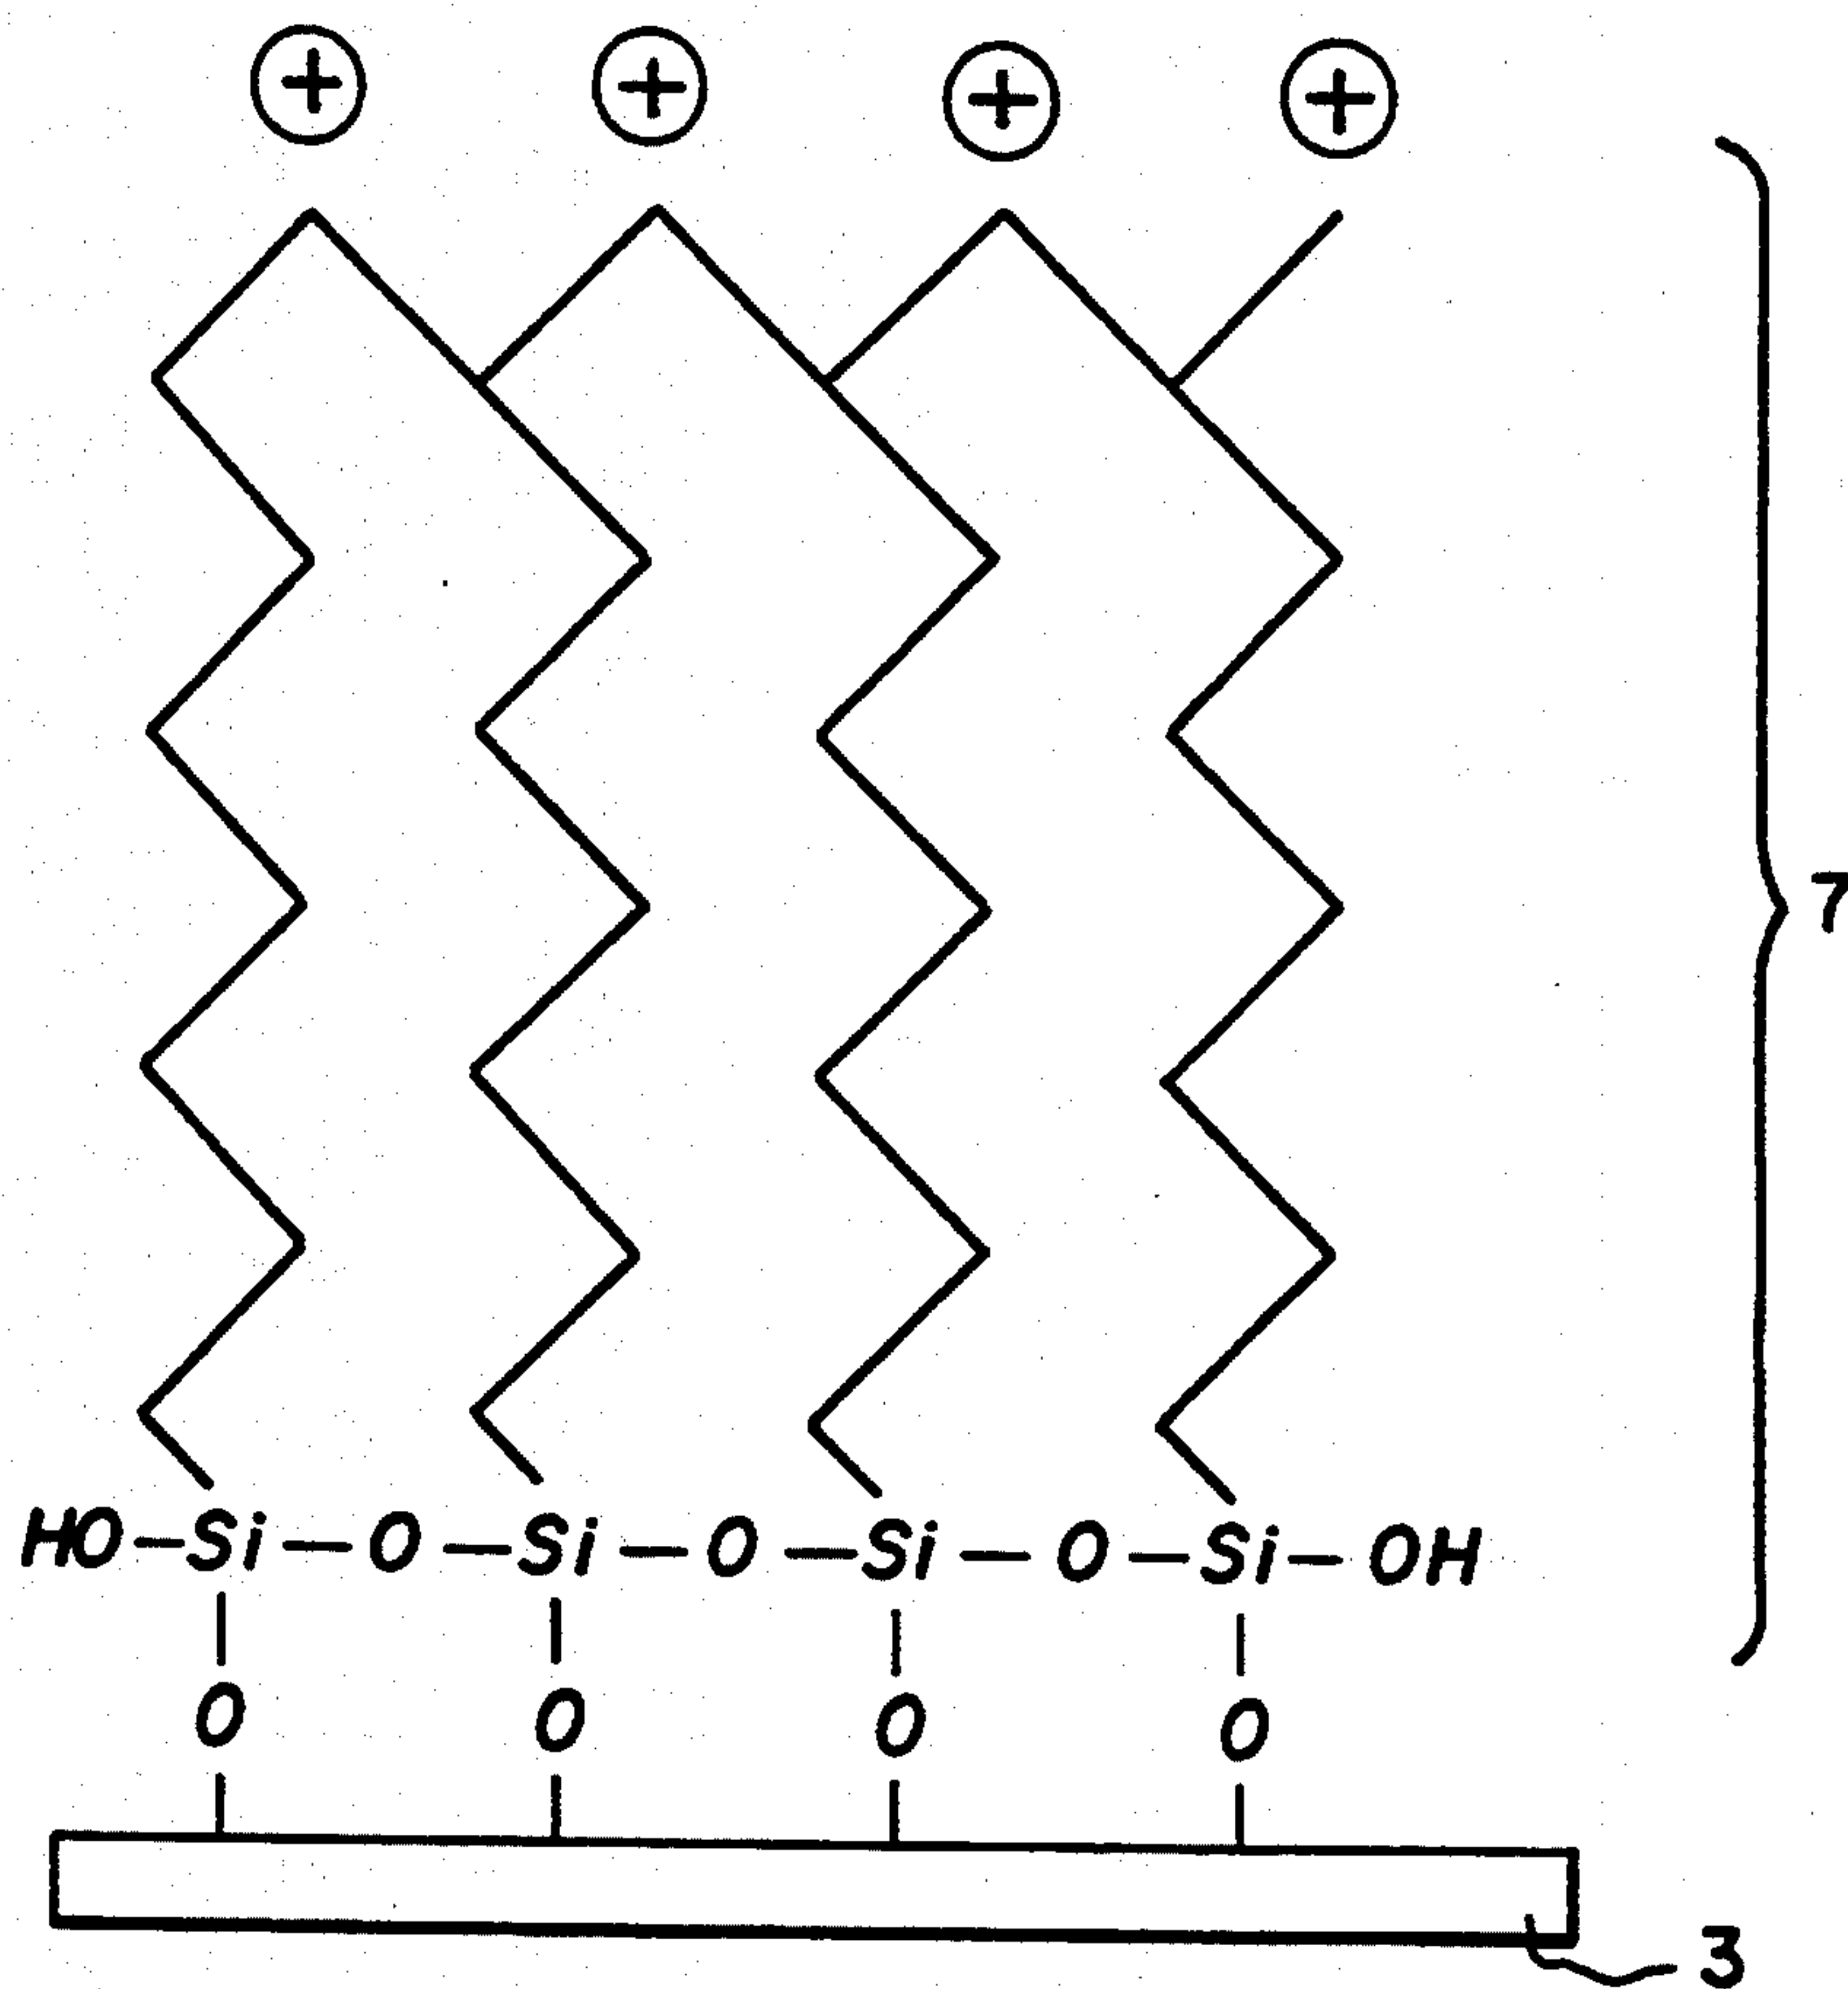 + + + +
7
HO–Si–O–Si–O–Si–O–Si–OH
O O O O
3